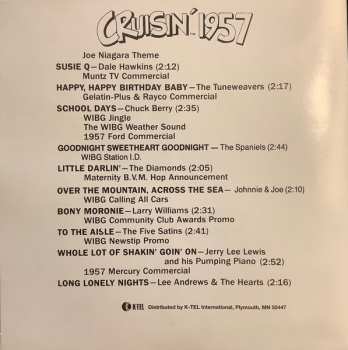 CRUISIN' 1957
Joe Niagara Theme
SUSIE Q—Dale Hawkins (2:12)
Muntz TV Commercial
HAPPY, HAPPY BIRTHDAY BABY—The Tuneweavers (2:17)
Gelatin-Plus & Rayco Commercial
SCHOOL DAYS—Chuck Berry (2:35)
WIBG Jingle
The WIBG Weather Sound
1957 Ford Commercial
GOODNIGHT SWEETHEART GOODNIGHT — The Spaniels (2:44)
WIBG Station I.D.
LITTLE DARLIN'—The Diamonds (2:05)
Maternity B.V.M. Hop Announcement
OVER THE MOUNTAIN, ACROSS THE SEA— Johnnie & Joe (2:10)
WIBG Calling All Cars
BONY MORONIE—Larry Williams (2:31)
WIBG Community Club Awards Promo
TO THE AISLE—The Five Satins (2:41)
WIBG Newstip Promo
WHOLE LOT OF SHAKIN' GOIN' ON—Jerry Lee Lewis
and his Pumping Piano (2:52)
1957 Mercury Commercial
LONG LONELY NIGHTS—Lee Andrews & The Hearts (2:16)
K-TEL Distributed by K-TEL International, Plymouth, MN 55447